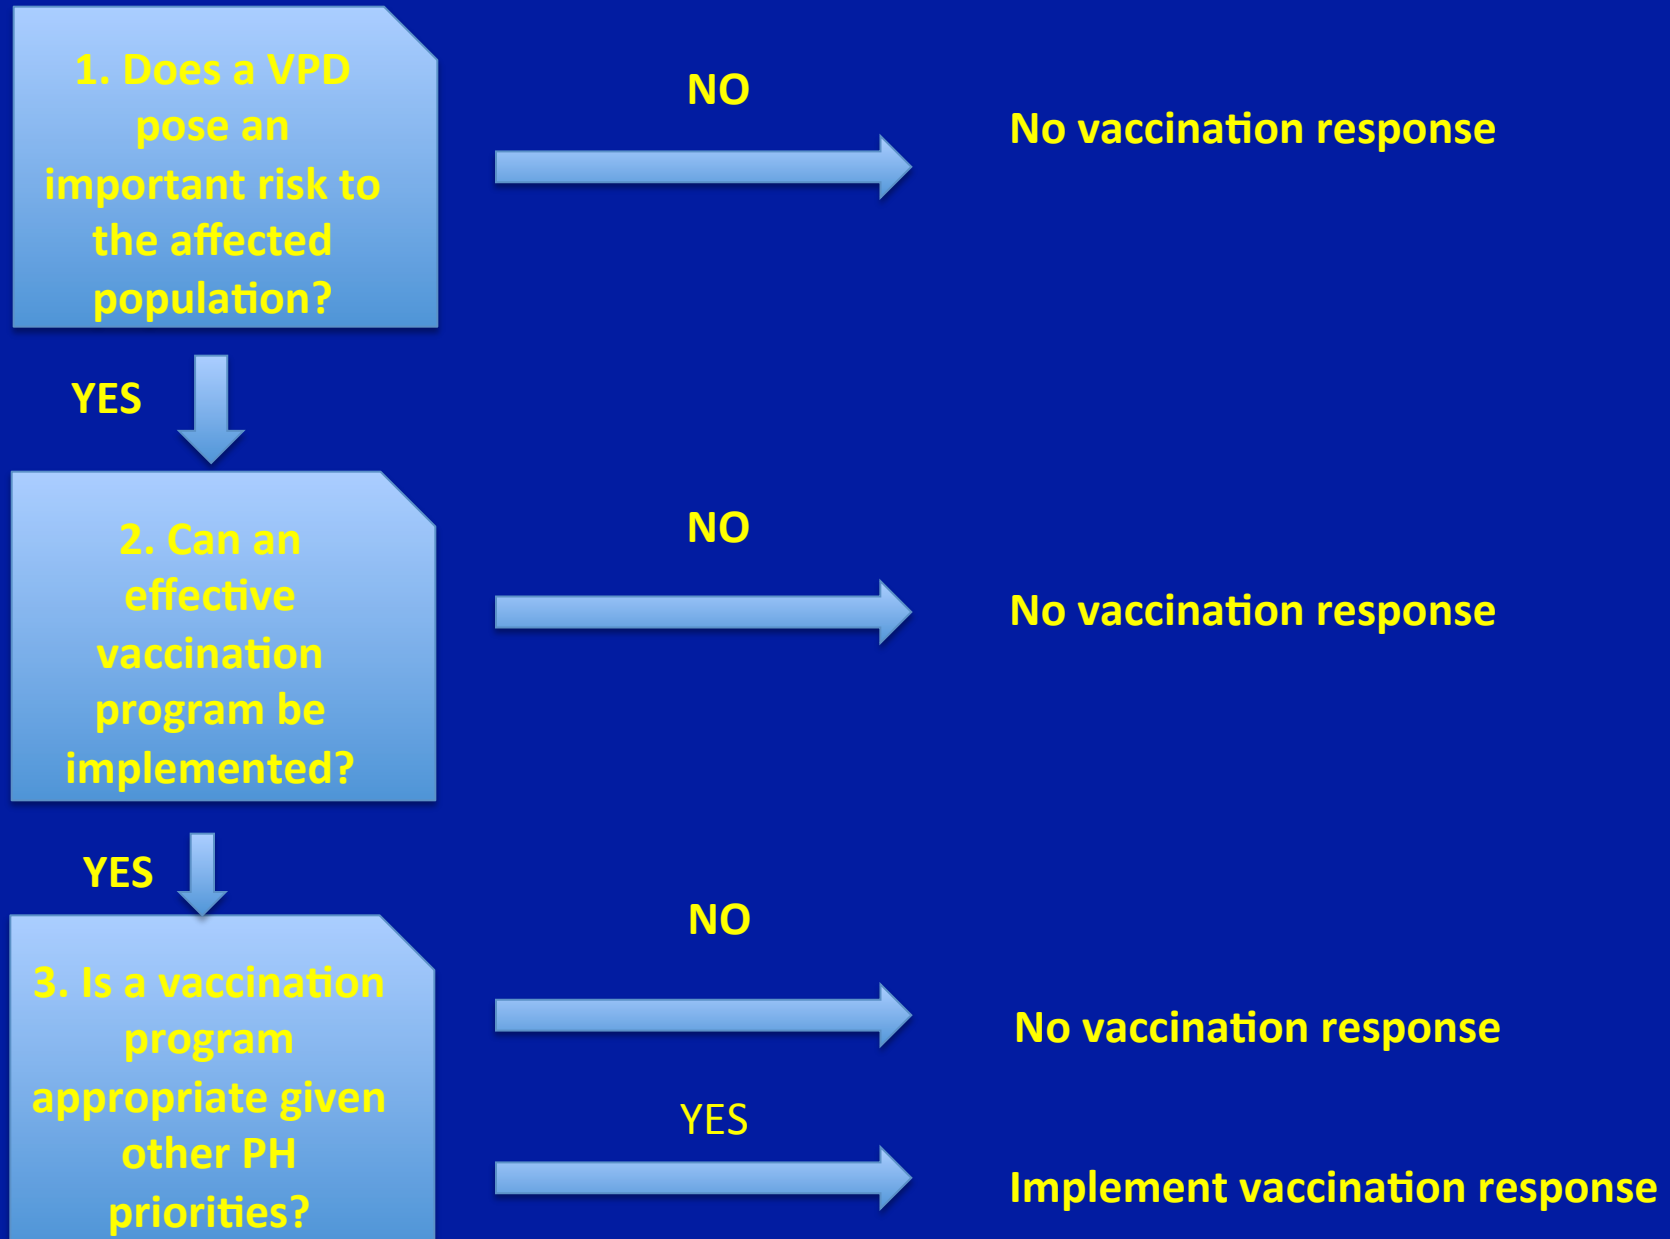 1. Does a VPD
pose an
important risk to
the affected
population?
NO
No vaccination response
YES
2. Can an
effective
vaccination
program be
implemented?
NO
No vaccination response
YES
3. Is a vaccination
program
appropriate given
other PH
priorities?
NO
No vaccination response
YES
Implement vaccination response